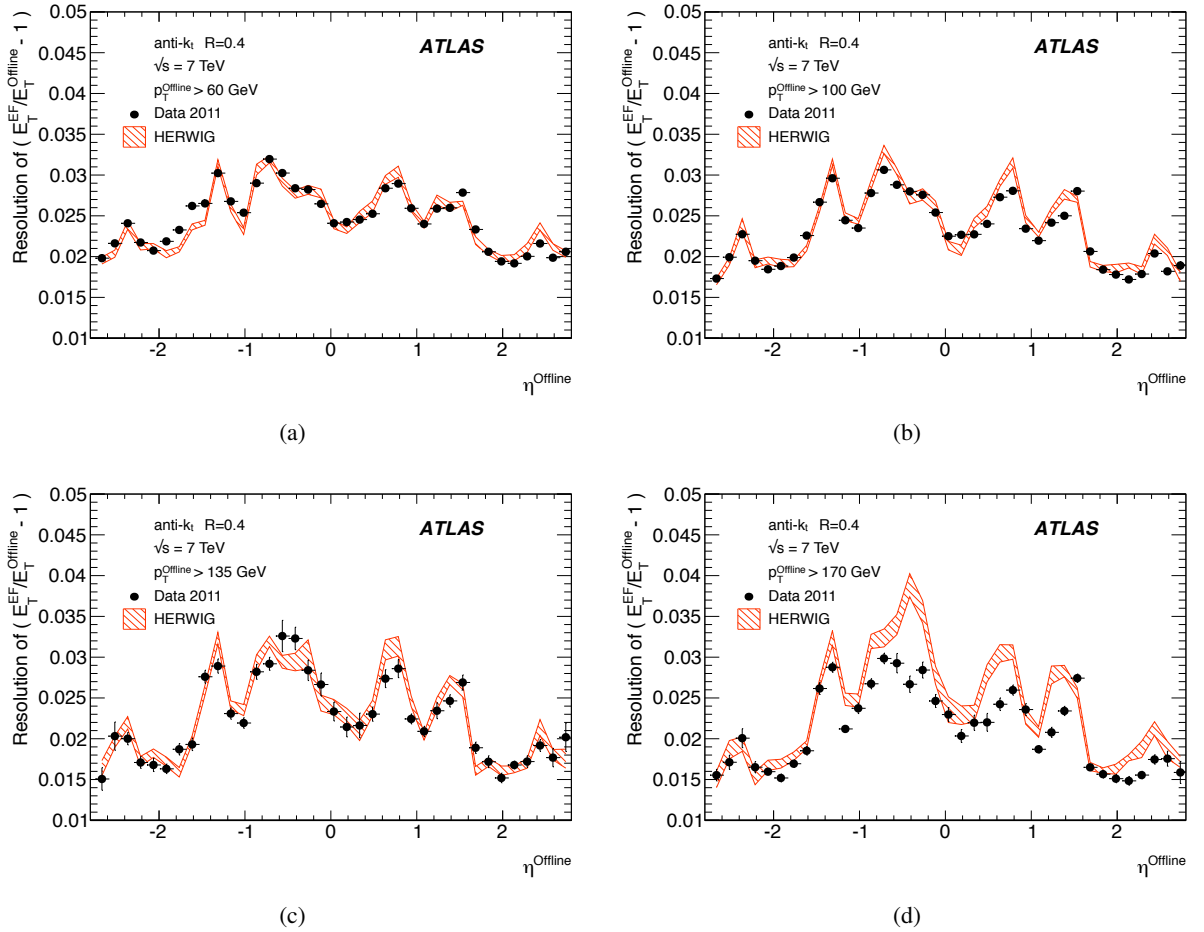 Resolution of ( E_T^EF/E_T^Offline - 1 )
0.05
0.045
0.04
0.035
0.03
0.025
0.02
0.015
0.01
anti-kt R=0.4
√s = 7 TeV
p_T^Offline > 60 GeV
Data 2011
HERWIG
ATLAS
-2 -1 0 1 2
η^Offline
(a)
Resolution of ( E_T^EF/E_T^Offline - 1 )
0.05
0.045
0.04
0.035
0.03
0.025
0.02
0.015
0.01
anti-kt R=0.4
√s = 7 TeV
p_T^Offline > 100 GeV
Data 2011
HERWIG
ATLAS
-2 -1 0 1 2
η^Offline
(b)
Resolution of ( E_T^EF/E_T^Offline - 1 )
0.05
0.045
0.04
0.035
0.03
0.025
0.02
0.015
0.01
anti-kt R=0.4
√s = 7 TeV
p_T^Offline > 135 GeV
Data 2011
HERWIG
ATLAS
-2 -1 0 1 2
η^Offline
(c)
Resolution of ( E_T^EF/E_T^Offline - 1 )
0.05
0.045
0.04
0.035
0.03
0.025
0.02
0.015
0.01
anti-kt R=0.4
√s = 7 TeV
p_T^Offline > 170 GeV
Data 2011
HERWIG
ATLAS
-2 -1 0 1 2
η^Offline
(d)